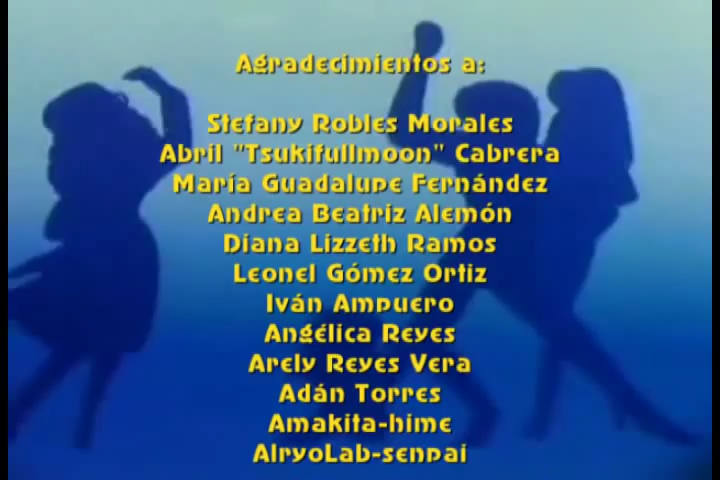 Agradecimientos a:
Stefany Robles Morales
Abril "Tsukifullmoon" Cabrera
María Guadalupe Fernández
Andrea Beatriz Alemón
Diana Lizzeth Ramos
Leonel Gómez Ortiz
Iván Ampuero
Angélica Reyes
Arely Reyes Vera
Adán Torres
Amakita-hime
AlryoLab-senpai